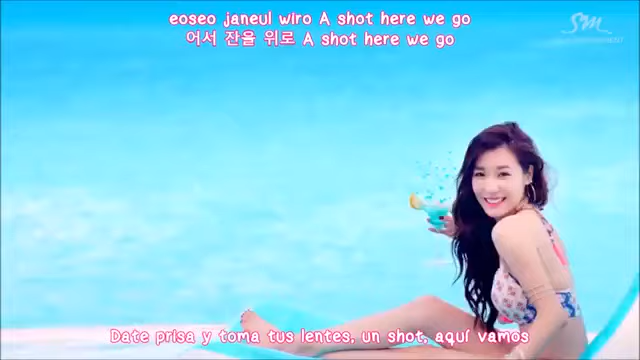 eoseo janeul wiro A shot here we go
어서 잔을 위로 A shot here we go
SM
Date prisa y toma tus lentes, un shot, aquí vamos